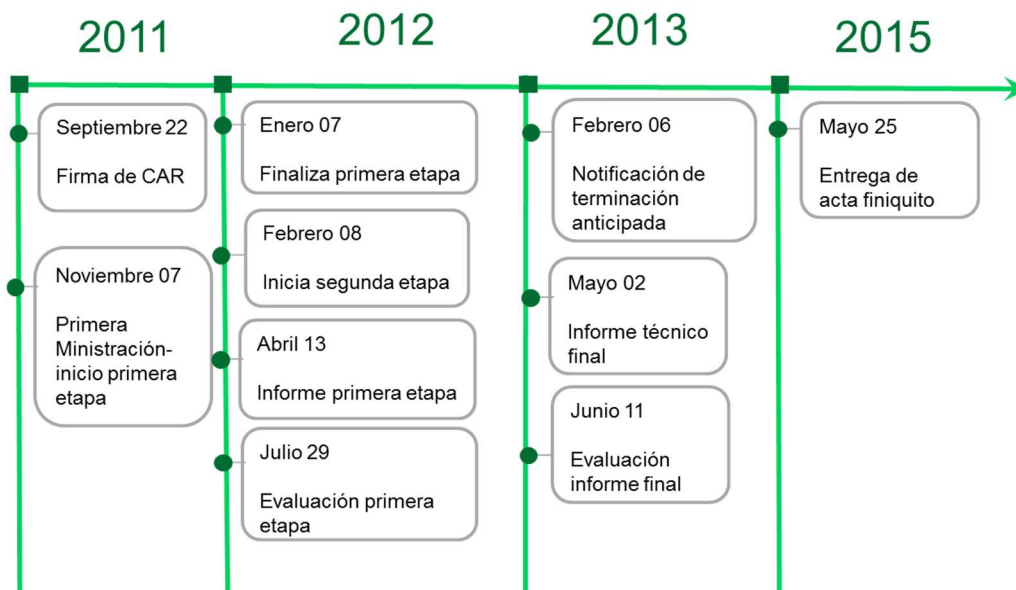 2011
2012
2013
2015
Septiembre 22
Firma de CAR
Noviembre 07
Primera
Ministración-
inicio primera
etapa
Enero 07
Finaliza primera etapa
Febrero 08
Inicia segunda etapa
Abril 13
Informe primera etapa
Julio 29
Evaluación primera
etapa
Febrero 06
Notificación de
terminación
anticipada
Mayo 02
Informe técnico
final
Junio 11
Evaluación
informe final
Mayo 25
Entrega de
acta finiquito